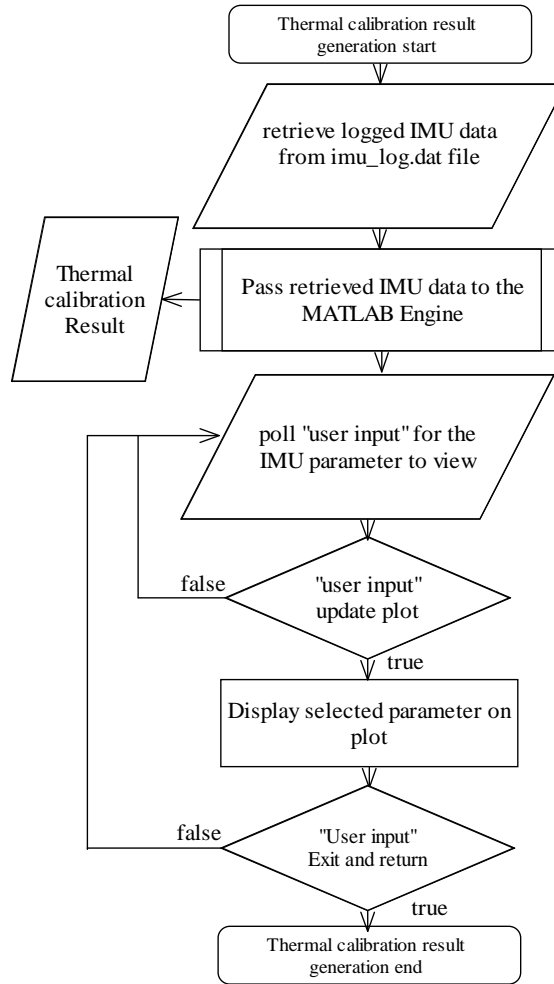 Thermal calibration result
generation start
retrieve logged IMU data
from imu_log.dat file
Pass retrieved IMU data to the
MATLAB Engine
Thermal
calibration
Result
poll "user input" for the
IMU parameter to view
false
"user input"
update plot
true
Display selected parameter on
plot
false
"User input"
Exit and return
true
Thermal calibration result
generation end